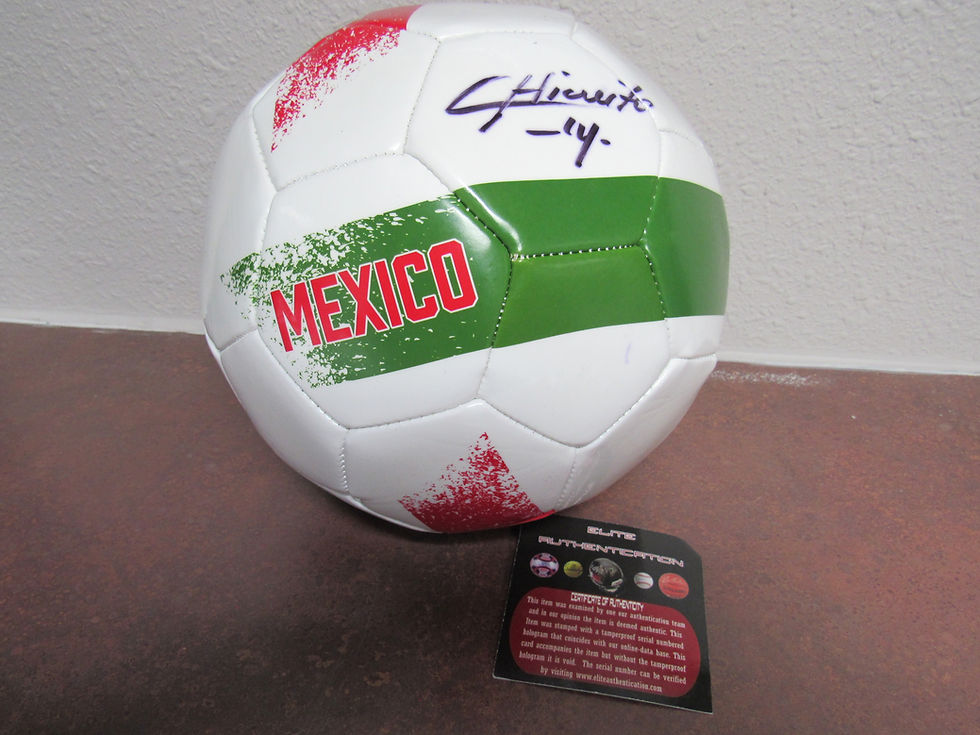 CHicharito
-14-
MEXICO
ELITE
AUTHENTICATION
CERTIFICATE OF AUTHENTICITY
This item was examined by one our authentication team
and in our opinion the item is deemed authentic. This
Item was stamped with a tamperproof serial numbered
hologram that coincides with our online-data base. This
card accompanies the item but without the tamperproof
hologram it is void. The serial number can be verified
by visiting www.eliteauthentication.com